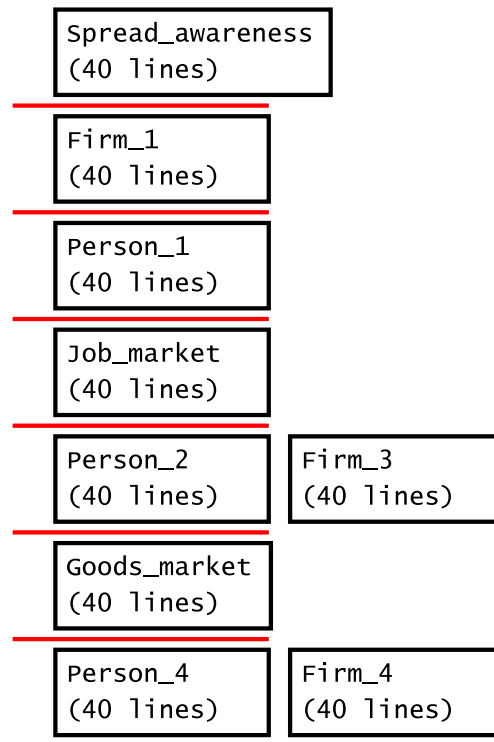 Spread_awareness
(40 lines)
Firm_1
(40 lines)
Person_1
(40 lines)
Job_market
(40 lines)
Person_2
(40 lines)
Firm_3
(40 lines)
Goods_market
(40 lines)
Person_4
(40 lines)
Firm_4
(40 lines)